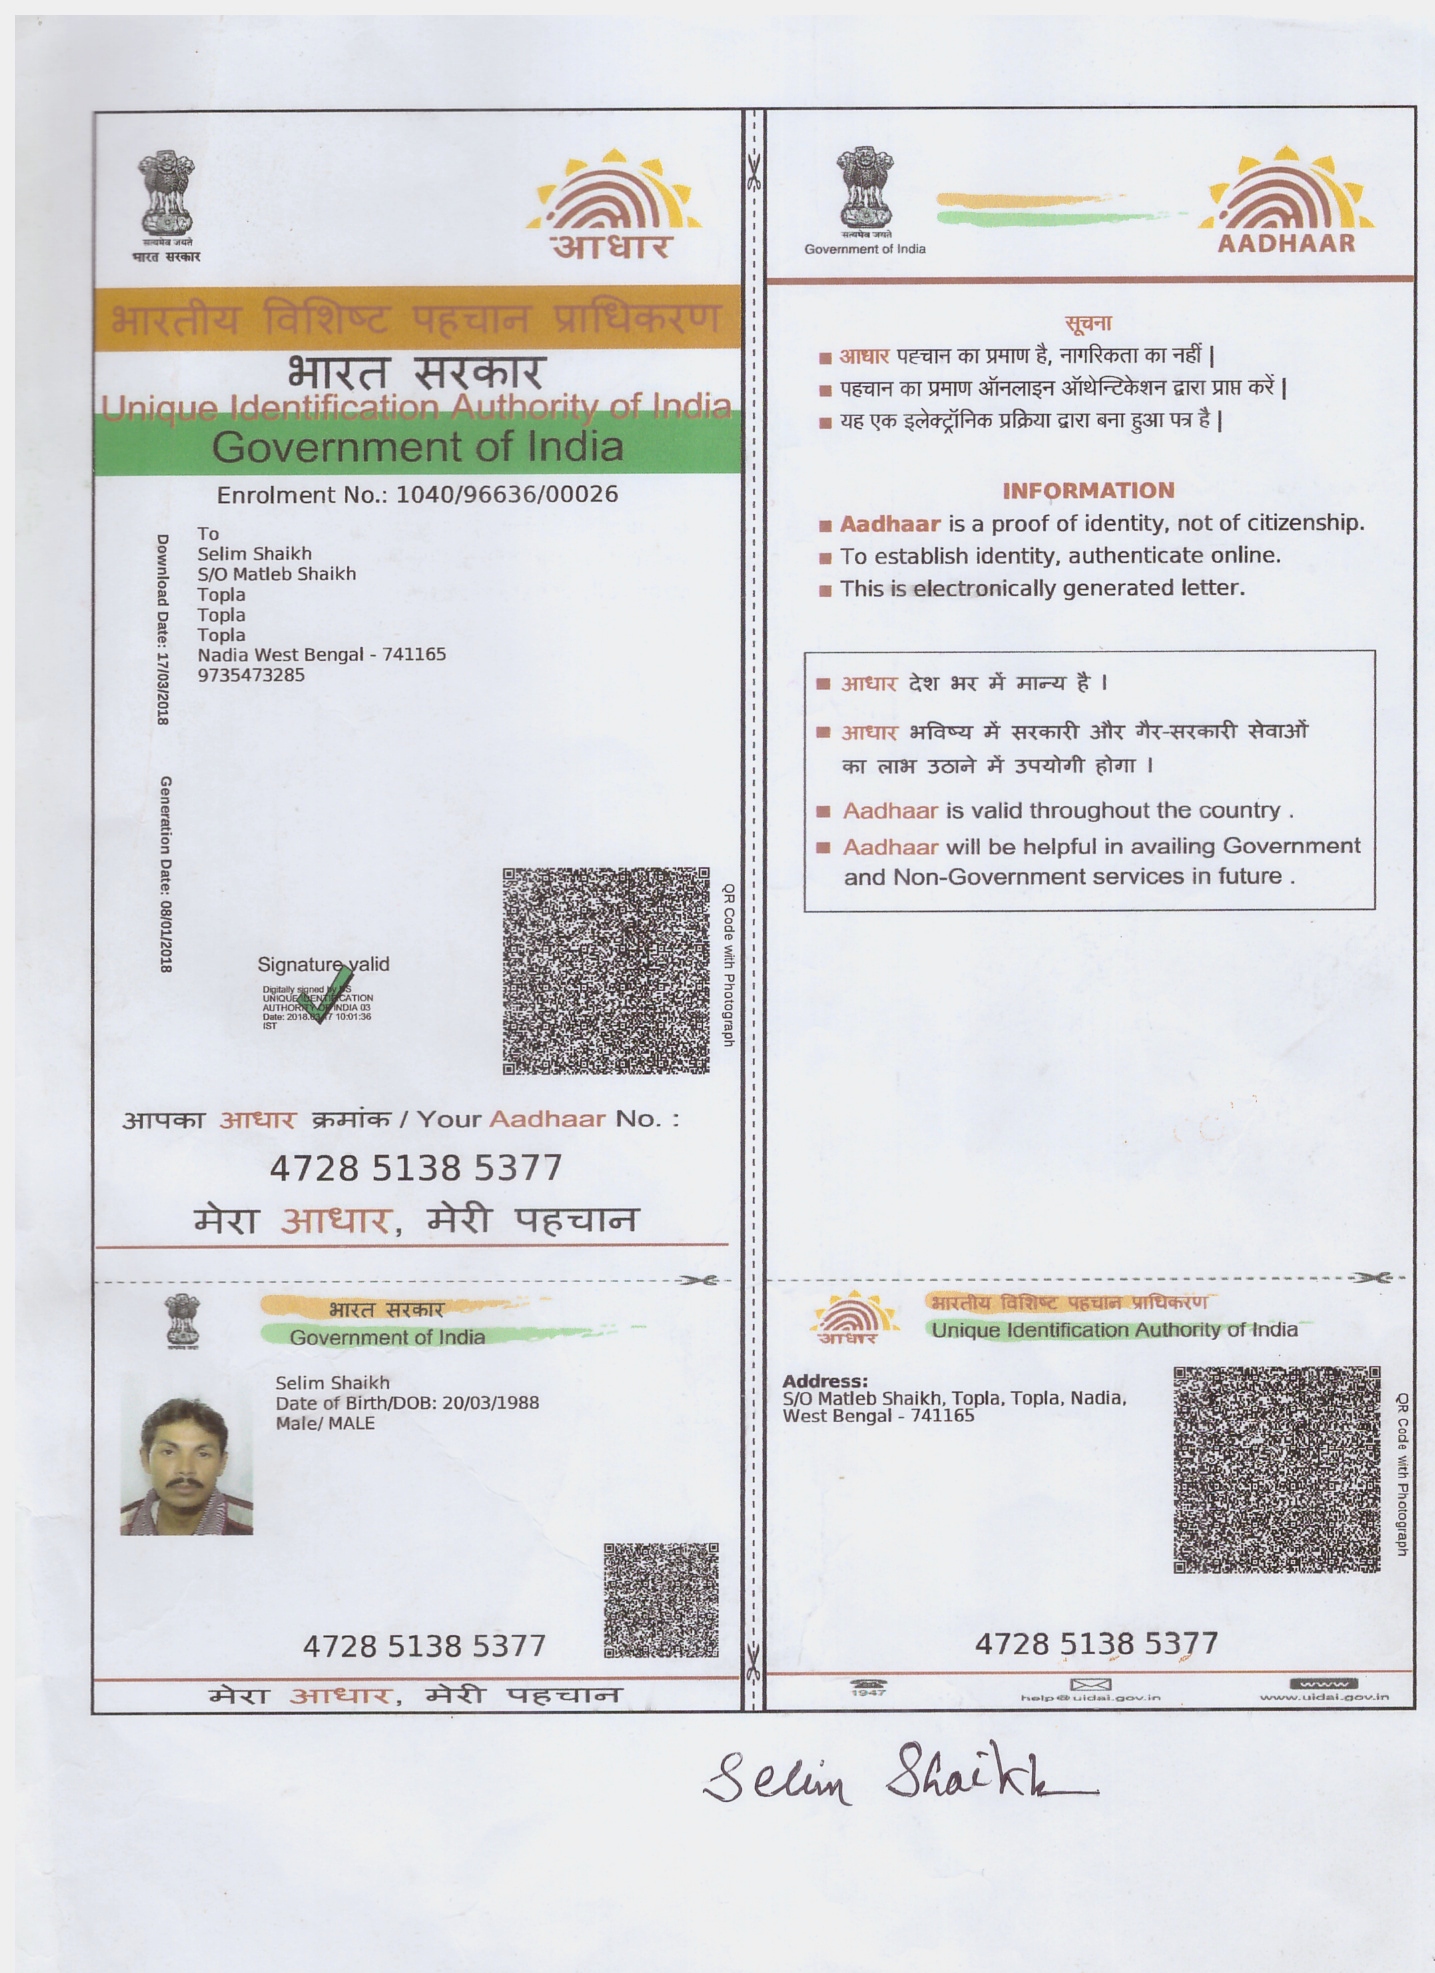 सत्यमेव जयते
भारत सरकार
आधार
भारतीय विशिष्ट पहचान प्राधिकरण
भारत सरकार
Unique Identification Authority of India
Government of India
Enrolment No.: 1040/96636/00026
To
Selim Shaikh
S/O Matleb Shaikh
Topla
Topla
Topla
Nadia West Bengal - 741165
9735473285
Download Date: 17/03/2018
Generation Date: 08/01/2018
Signature valid
Digitally signed by DS
UNIQUE IDENTIFICATION
AUTHORITY OF INDIA 03
Date: 2018.03.17 10:01:36
IST
QR Code with Photograph
आपका आधार क्रमांक / Your Aadhaar No. :
4728 5138 5377
मेरा आधार, मेरी पहचान
सत्यमेव जयते
Government of India
AADHAAR
सूचना
आधार पहचान का प्रमाण है, नागरिकता का नहीं |
पहचान का प्रमाण ऑनलाइन ऑथेन्टिकेशन द्वारा प्राप्त करें |
यह एक इलेक्ट्रॉनिक प्रक्रिया द्वारा बना हुआ पत्र है |
INFORMATION
Aadhaar is a proof of identity, not of citizenship.
To establish identity, authenticate online.
This is electronically generated letter.
आधार देश भर में मान्य है ।
आधार भविष्य में सरकारी और गैर-सरकारी सेवाओं
का लाभ उठाने में उपयोगी होगा ।
Aadhaar is valid throughout the country .
Aadhaar will be helpful in availing Government
and Non-Government services in future .
सत्यमेव जयते
भारत सरकार
Government of India
Selim Shaikh
Date of Birth/DOB: 20/03/1988
Male/ MALE
4728 5138 5377
मेरा आधार, मेरी पहचान
आधार
भारतीय विशिष्ट पहचान प्राधिकरण
Unique Identification Authority of India
Address:
S/O Matleb Shaikh, Topla, Topla, Nadia,
West Bengal - 741165
QR Code with Photograph
4728 5138 5377
1947
help@uidai.gov.in
www
www.uidai.gov.in
Selim Shaikh